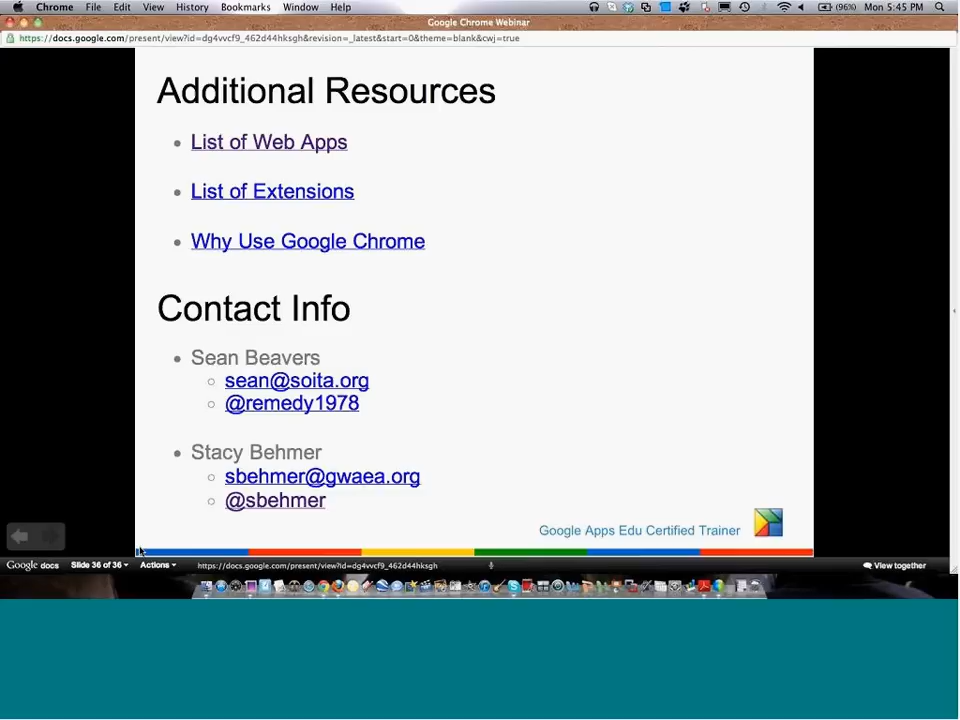 Chrome File Edit View History Bookmarks Window Help (96%) Mon 5:45 PM
Google Chrome Webinar
https://docs.google.com/present/view?id=dg4vvcf9_462d44hksgh&revision=_latest&start=0&theme=blank&cwj=true
Additional Resources
List of Web Apps
List of Extensions
Why Use Google Chrome
Contact Info
Sean Beavers
sean@soita.org
@remedy1978
Stacy Behmer
sbehmer@gwaea.org
@sbehmer
Google Apps Edu Certified Trainer
Google docs Slide 36 of 36 Actions https://docs.google.com/present/view?id=dg4vvcf9_462d44hksgh View together